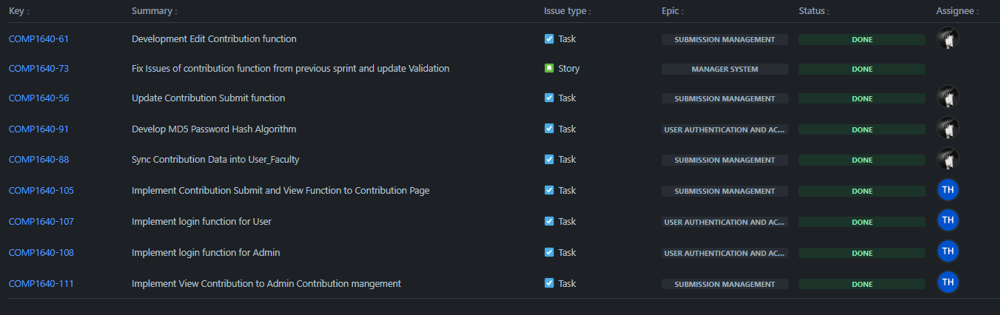 Key Summary Issue type Epic Status Assignee
COMP1640-61 Development Edit Contribution function Task SUBMISSION MANAGEMENT DONE
COMP1640-73 Fix Issues of contribution function from previous sprint and update Validation Story MANAGER SYSTEM DONE
COMP1640-56 Update Contribution Submit function Task SUBMISSION MANAGEMENT DONE
COMP1640-91 Develop MD5 Password Hash Algorithm Task USER AUTHENTICATION AND AC... DONE
COMP1640-88 Sync Contribution Data into User_Faculty Task SUBMISSION MANAGEMENT DONE
COMP1640-105 Implement Contribution Submit and View Function to Contribution Page Task SUBMISSION MANAGEMENT DONE TH
COMP1640-107 Implement login function for User Task USER AUTHENTICATION AND AC... DONE TH
COMP1640-108 Implement login function for Admin Task USER AUTHENTICATION AND AC... DONE TH
COMP1640-111 Implement View Contribution to Admin Contribution mangement Task SUBMISSION MANAGEMENT DONE TH